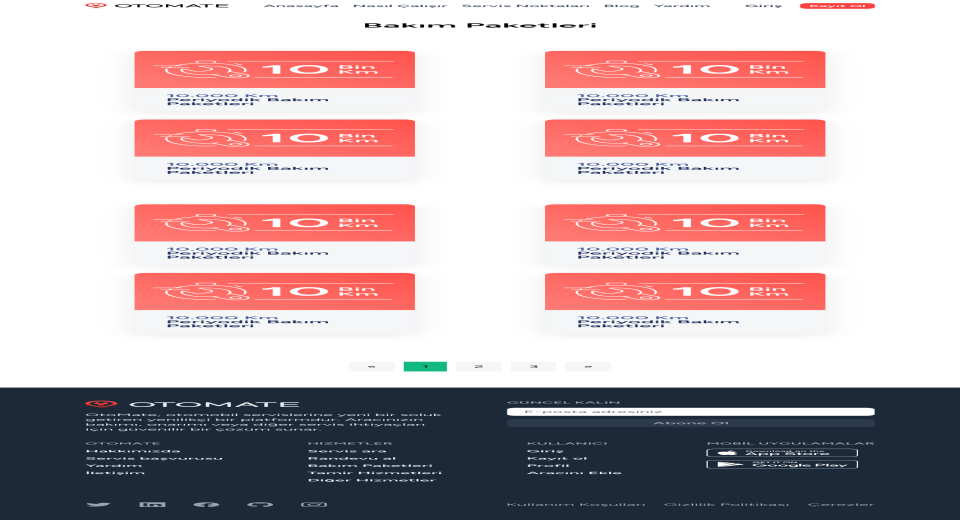 OTOMATE Anasayfa Nasıl Çalışır Servis Noktaları Blog Yardım Giriş Kayıt Ol
Bakım Paketleri
10 Bin Km
10.000 Km
Periyodik Bakım
Paketleri
10 Bin Km
10.000 Km
Periyodik Bakım
Paketleri
10 Bin Km
10.000 Km
Periyodik Bakım
Paketleri
10 Bin Km
10.000 Km
Periyodik Bakım
Paketleri
10 Bin Km
10.000 Km
Periyodik Bakım
Paketleri
10 Bin Km
10.000 Km
Periyodik Bakım
Paketleri
10 Bin Km
10.000 Km
Periyodik Bakım
Paketleri
10 Bin Km
10.000 Km
Periyodik Bakım
Paketleri
« 1 2 3 »
OTOMATE
OtoMate, otomobil servislerine yeni bir soluk
getiren yenilikçi bir platformdur. Aracınızın
bakımı, onarımı veya diğer servis ihtiyaçları
için güvenilir bir çözüm sunar.
GÜNCEL KALIN
E-posta adresiniz
Abone Ol
OTOMATE
Hakkımızda
Servis başvurusu
Yardım
İletişim
HİZMETLER
Servis ara
Randevu al
Bakım Paketleri
Tamir Hizmetleri
Diğer Hizmetler
KULLANICI
Giriş
Kayıt ol
Profil
Aracını Ekle
MOBİL UYGULAMALAR
Download on the
App Store
GET IT ON
Google Play
Kullanım Koşulları Gizlilik Politikası Çerezler